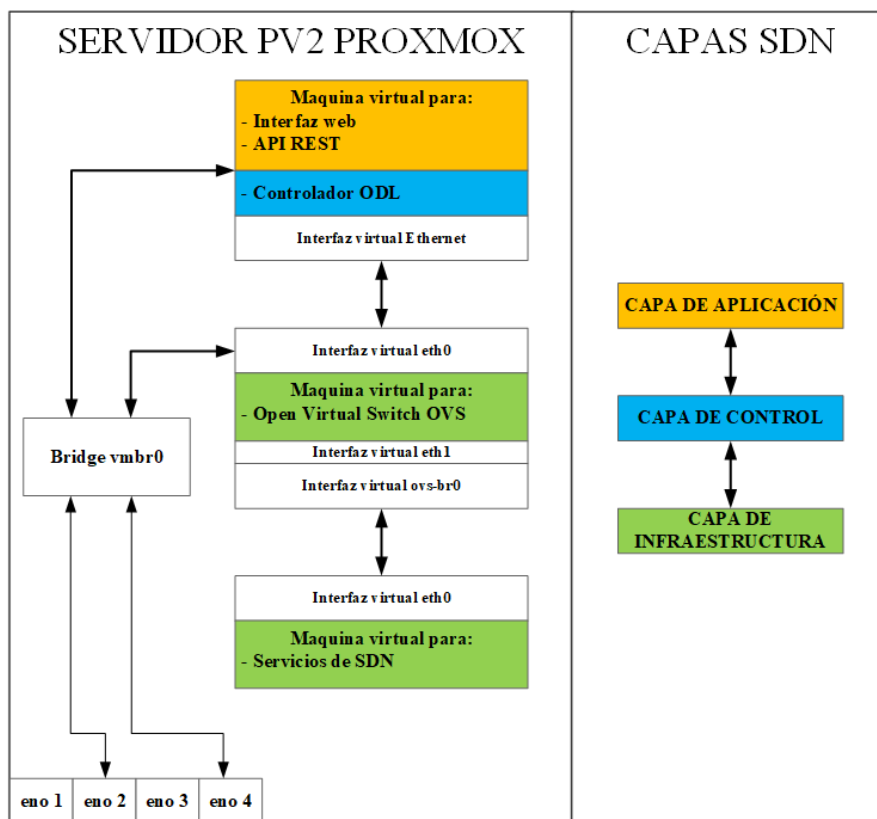 SERVIDOR PV2 PROXMOX
Maquina virtual para:
- Interfaz web
- API REST
- Controlador ODL
Interfaz virtual Ethernet
Interfaz virtual eth0
Maquina virtual para:
- Open Virtual Switch OVS
Interfaz virtual eth1
Interfaz virtual ovs-br0
Bridge vmbr0
Interfaz virtual eth0
Maquina virtual para:
- Servicios de SDN
eno 1
eno 2
eno 3
eno 4
CAPAS SDN
CAPA DE APLICACIÓN
CAPA DE CONTROL
CAPA DE
INFRAESTRUCTURA